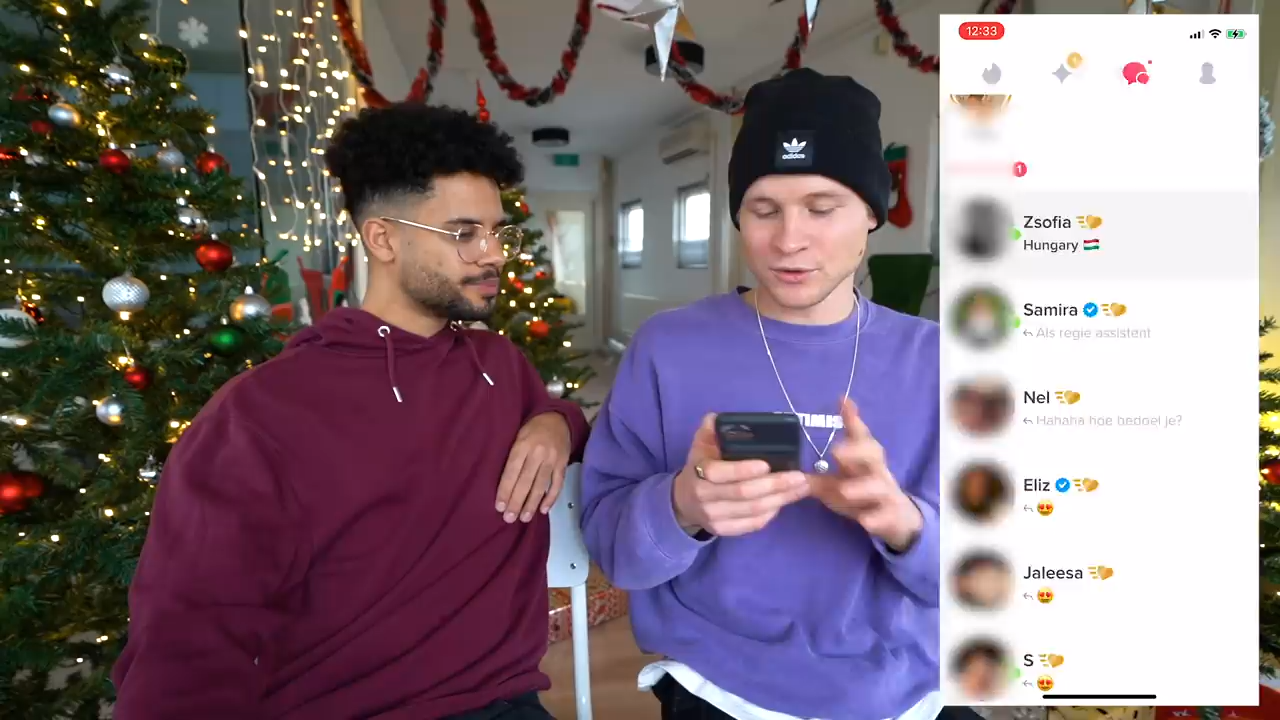 12:33
1
Zsofia
Hungary
Samira
Als regie assistent
Nel
Hahaha hoe bedoel je?
Eliz
Jaleesa
S
adidas